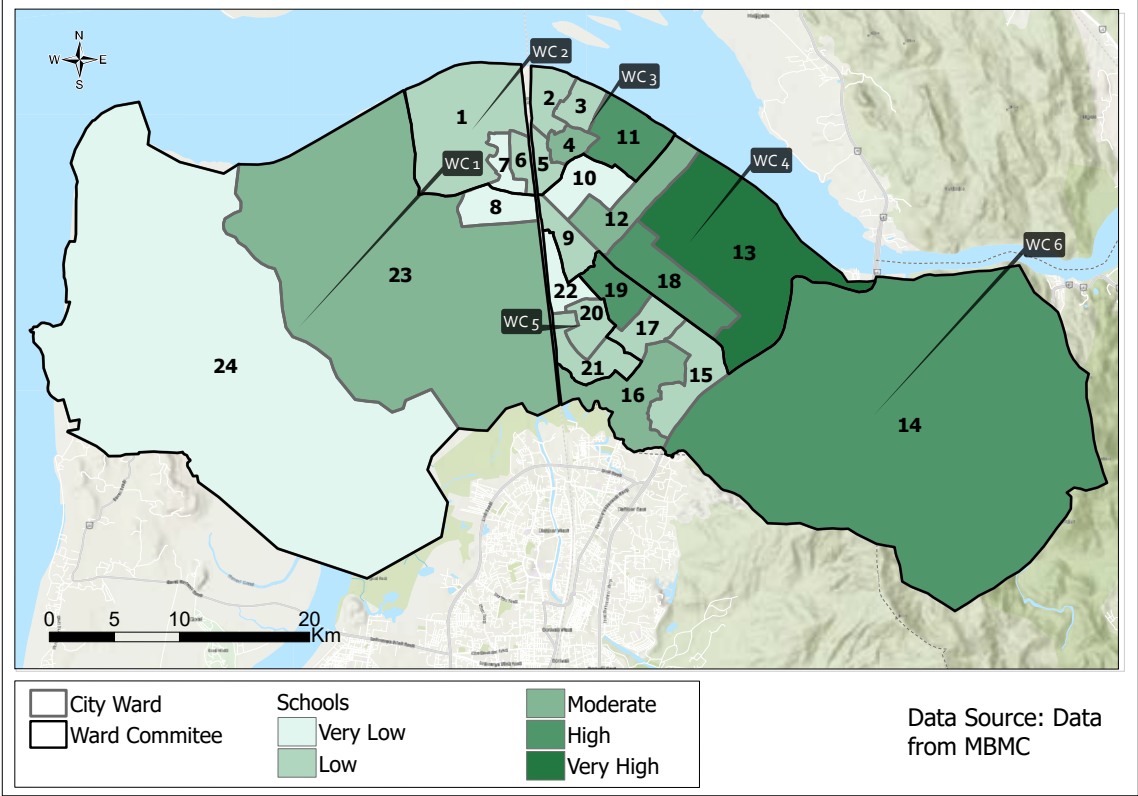 N
W E
S
WC 2
WC 3
2
3
1
11
4
6
7
5
WC 1
WC 4
10
8
12
9
13
WC 6
23
18
22
19
20
WC 5
17
24
21
15
16
14
0 5 10 20
Km
City Ward
Ward Commitee
Schools
Very Low
Low
Moderate
High
Very High
Data Source: Data
from MBMC